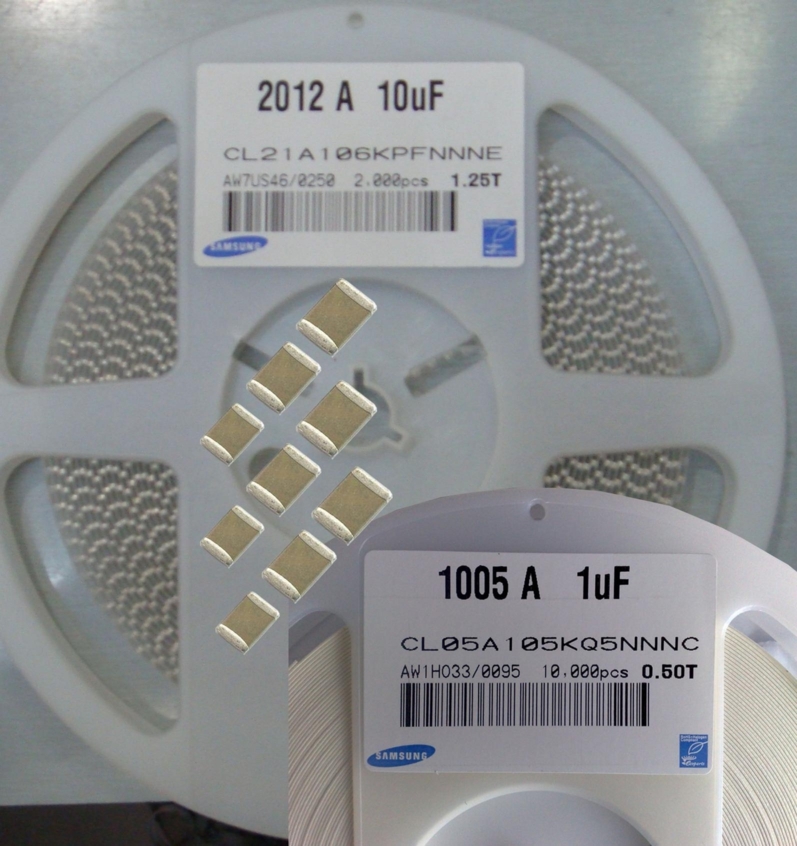 2012 A 10uF
CL21A106KPFNNNE
AW7US46/0250 2,000pcs 1.25T
SAMSUNG
1005 A 1uF
CL05A105KQ5NNNC
AW1H033/0095 10,000pcs 0.50T
SAMSUNG